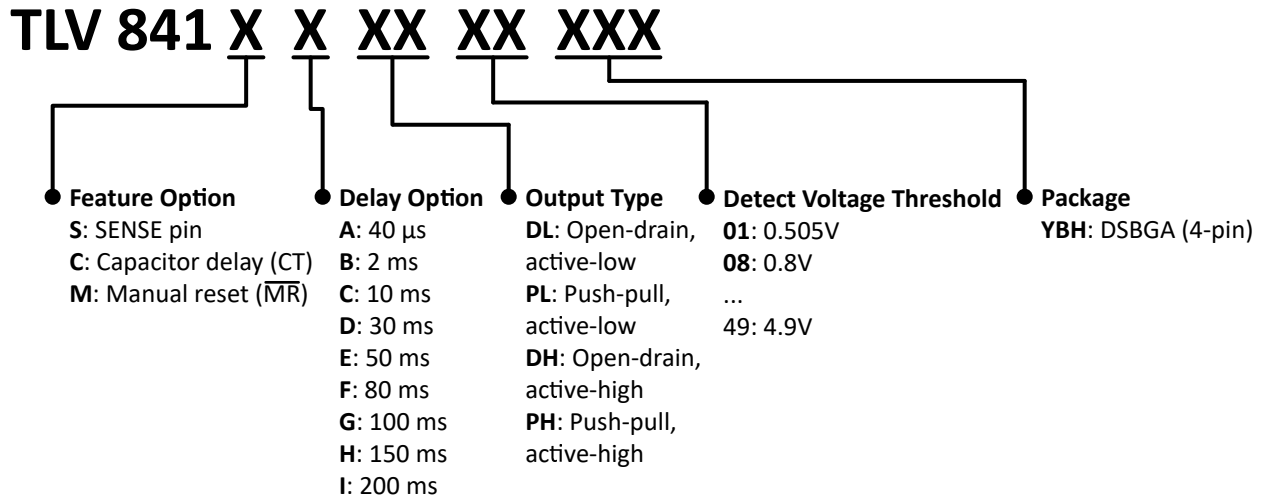 TLV 841 X X XX XX XXX
Feature Option
S: SENSE pin
C: Capacitor delay (CT)
M: Manual reset (M̅R̅)
Delay Option
A: 40 µs
B: 2 ms
C: 10 ms
D: 30 ms
E: 50 ms
F: 80 ms
G: 100 ms
H: 150 ms
I: 200 ms
Output Type
DL: Open-drain,
active-low
PL: Push-pull,
active-low
DH: Open-drain,
active-high
PH: Push-pull,
active-high
Detect Voltage Threshold
01: 0.505V
08: 0.8V
...
49: 4.9V
Package
YBH: DSBGA (4-pin)